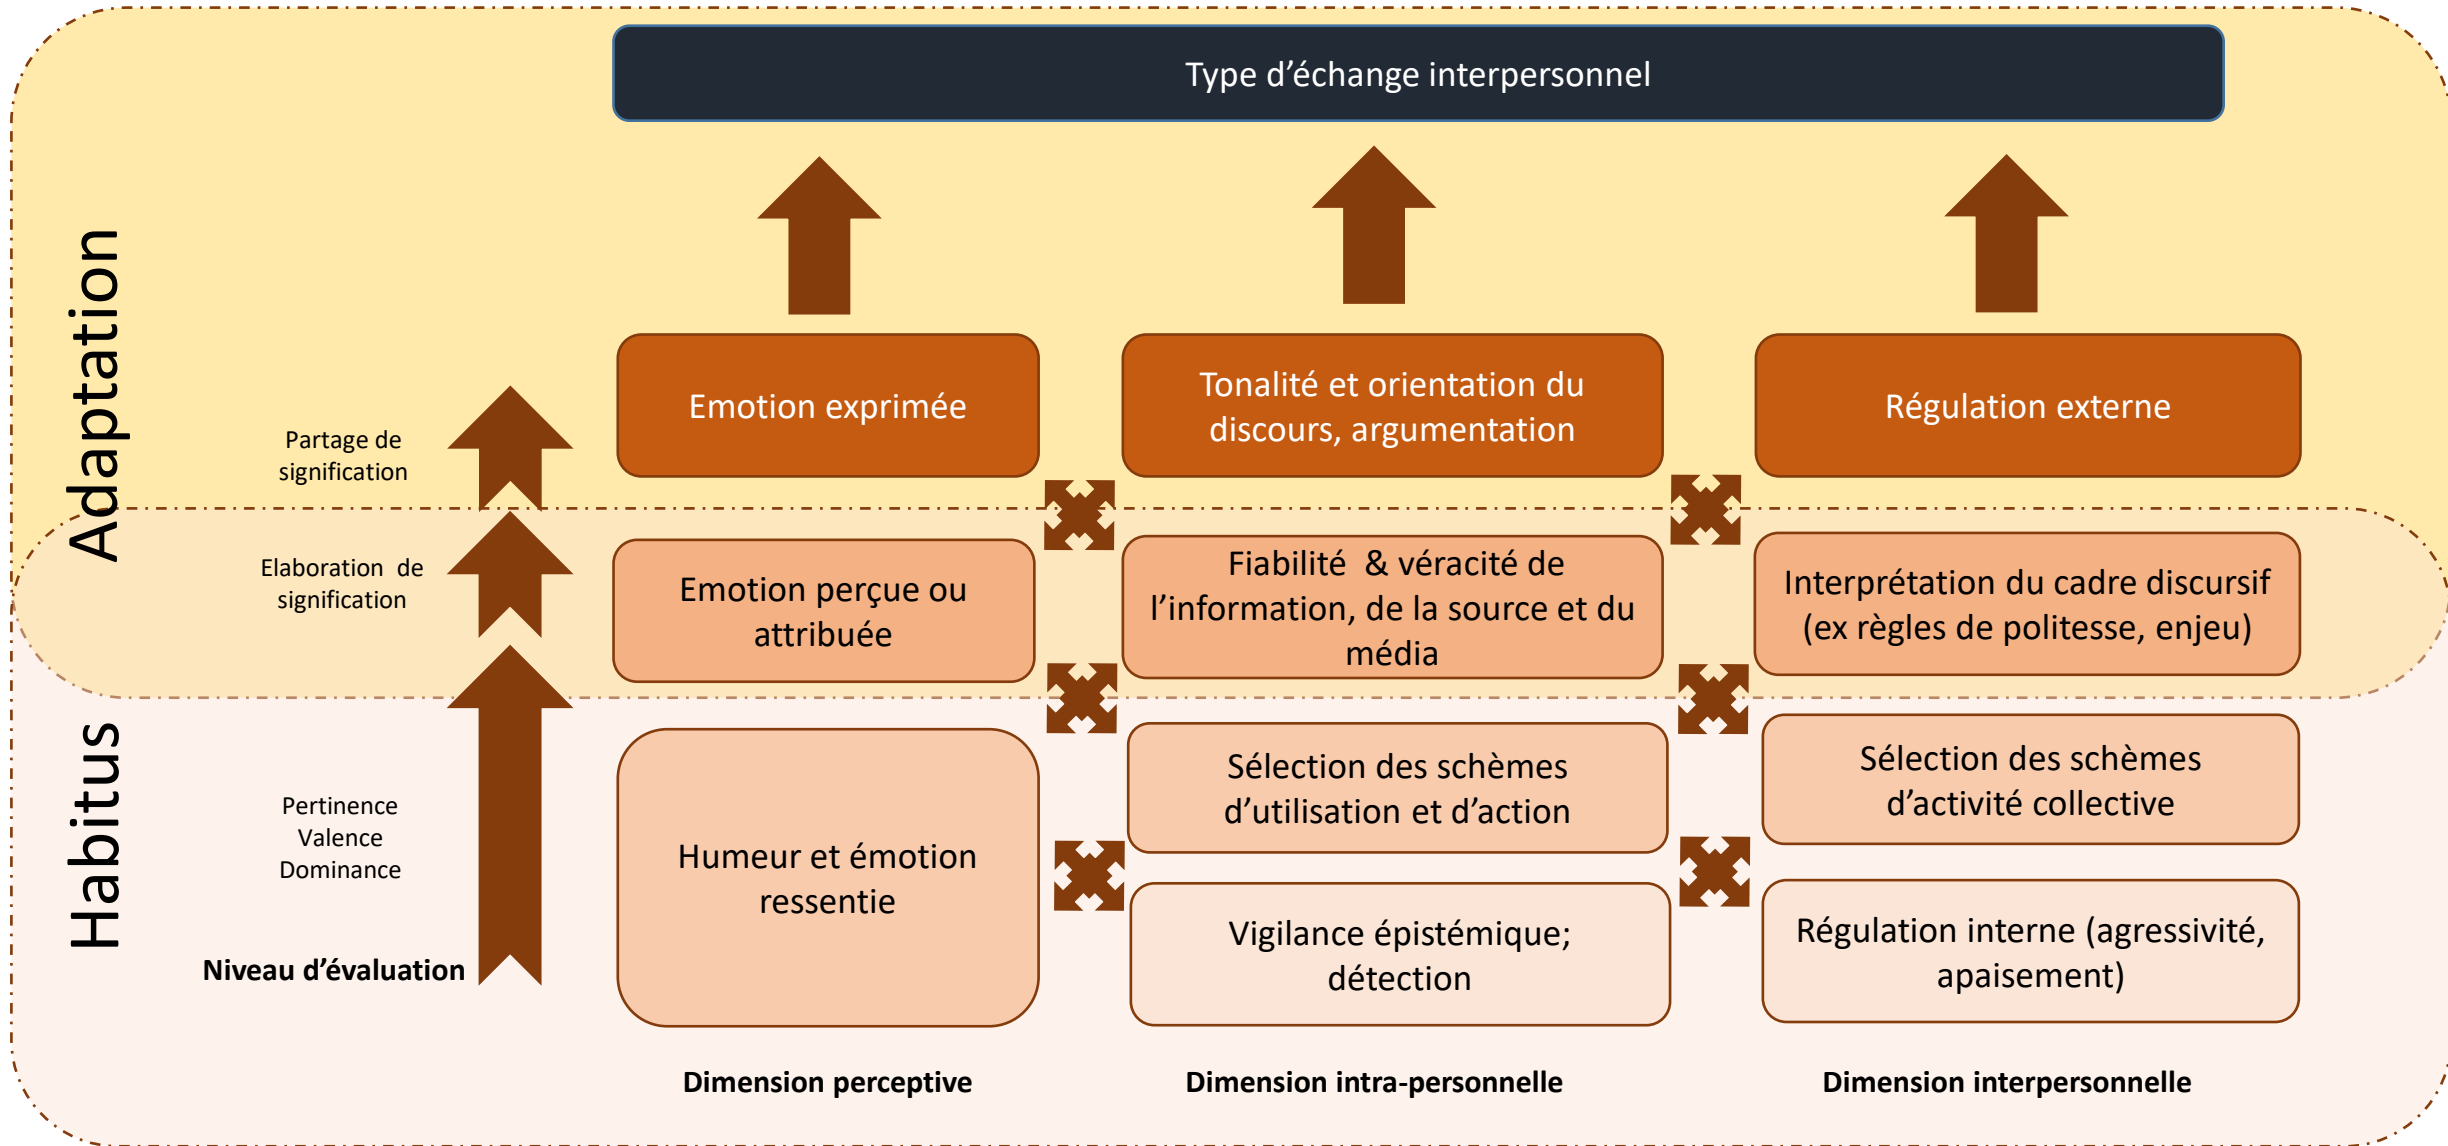 Type d’échange interpersonnel
Adaptation
Partage de
signification
Emotion exprimée
Tonalité et orientation du
discours, argumentation
Régulation externe
Elaboration  de
signification
Emotion perçue ou
attribuée
Fiabilité  & véracité de
l’information, de la source et du
média
Interprétation du cadre discursif
(ex règles de politesse, enjeu)
Habitus
Pertinence
Valence
Dominance
Niveau d’évaluation
Humeur et émotion
ressentie
Sélection des schèmes
d’utilisation et d’action
Sélection des schèmes
d’activité collective
Vigilance épistémique;
détection
Régulation interne (agressivité,
apaisement)
Dimension perceptive
Dimension intra-personnelle
Dimension interpersonnelle